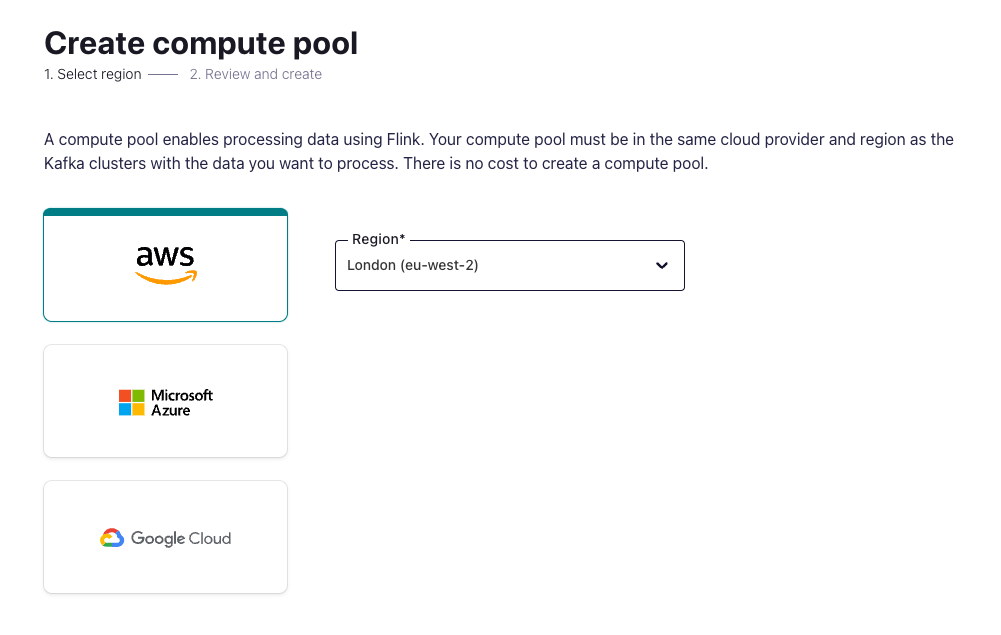 Create compute pool
1. Select region
2. Review and create
A compute pool enables processing data using Flink. Your compute pool must be in the same cloud provider and region as the
Kafka clusters with the data you want to process. There is no cost to create a compute pool.
aws
Region*
London (eu-west-2)
Microsoft
Azure
Google Cloud